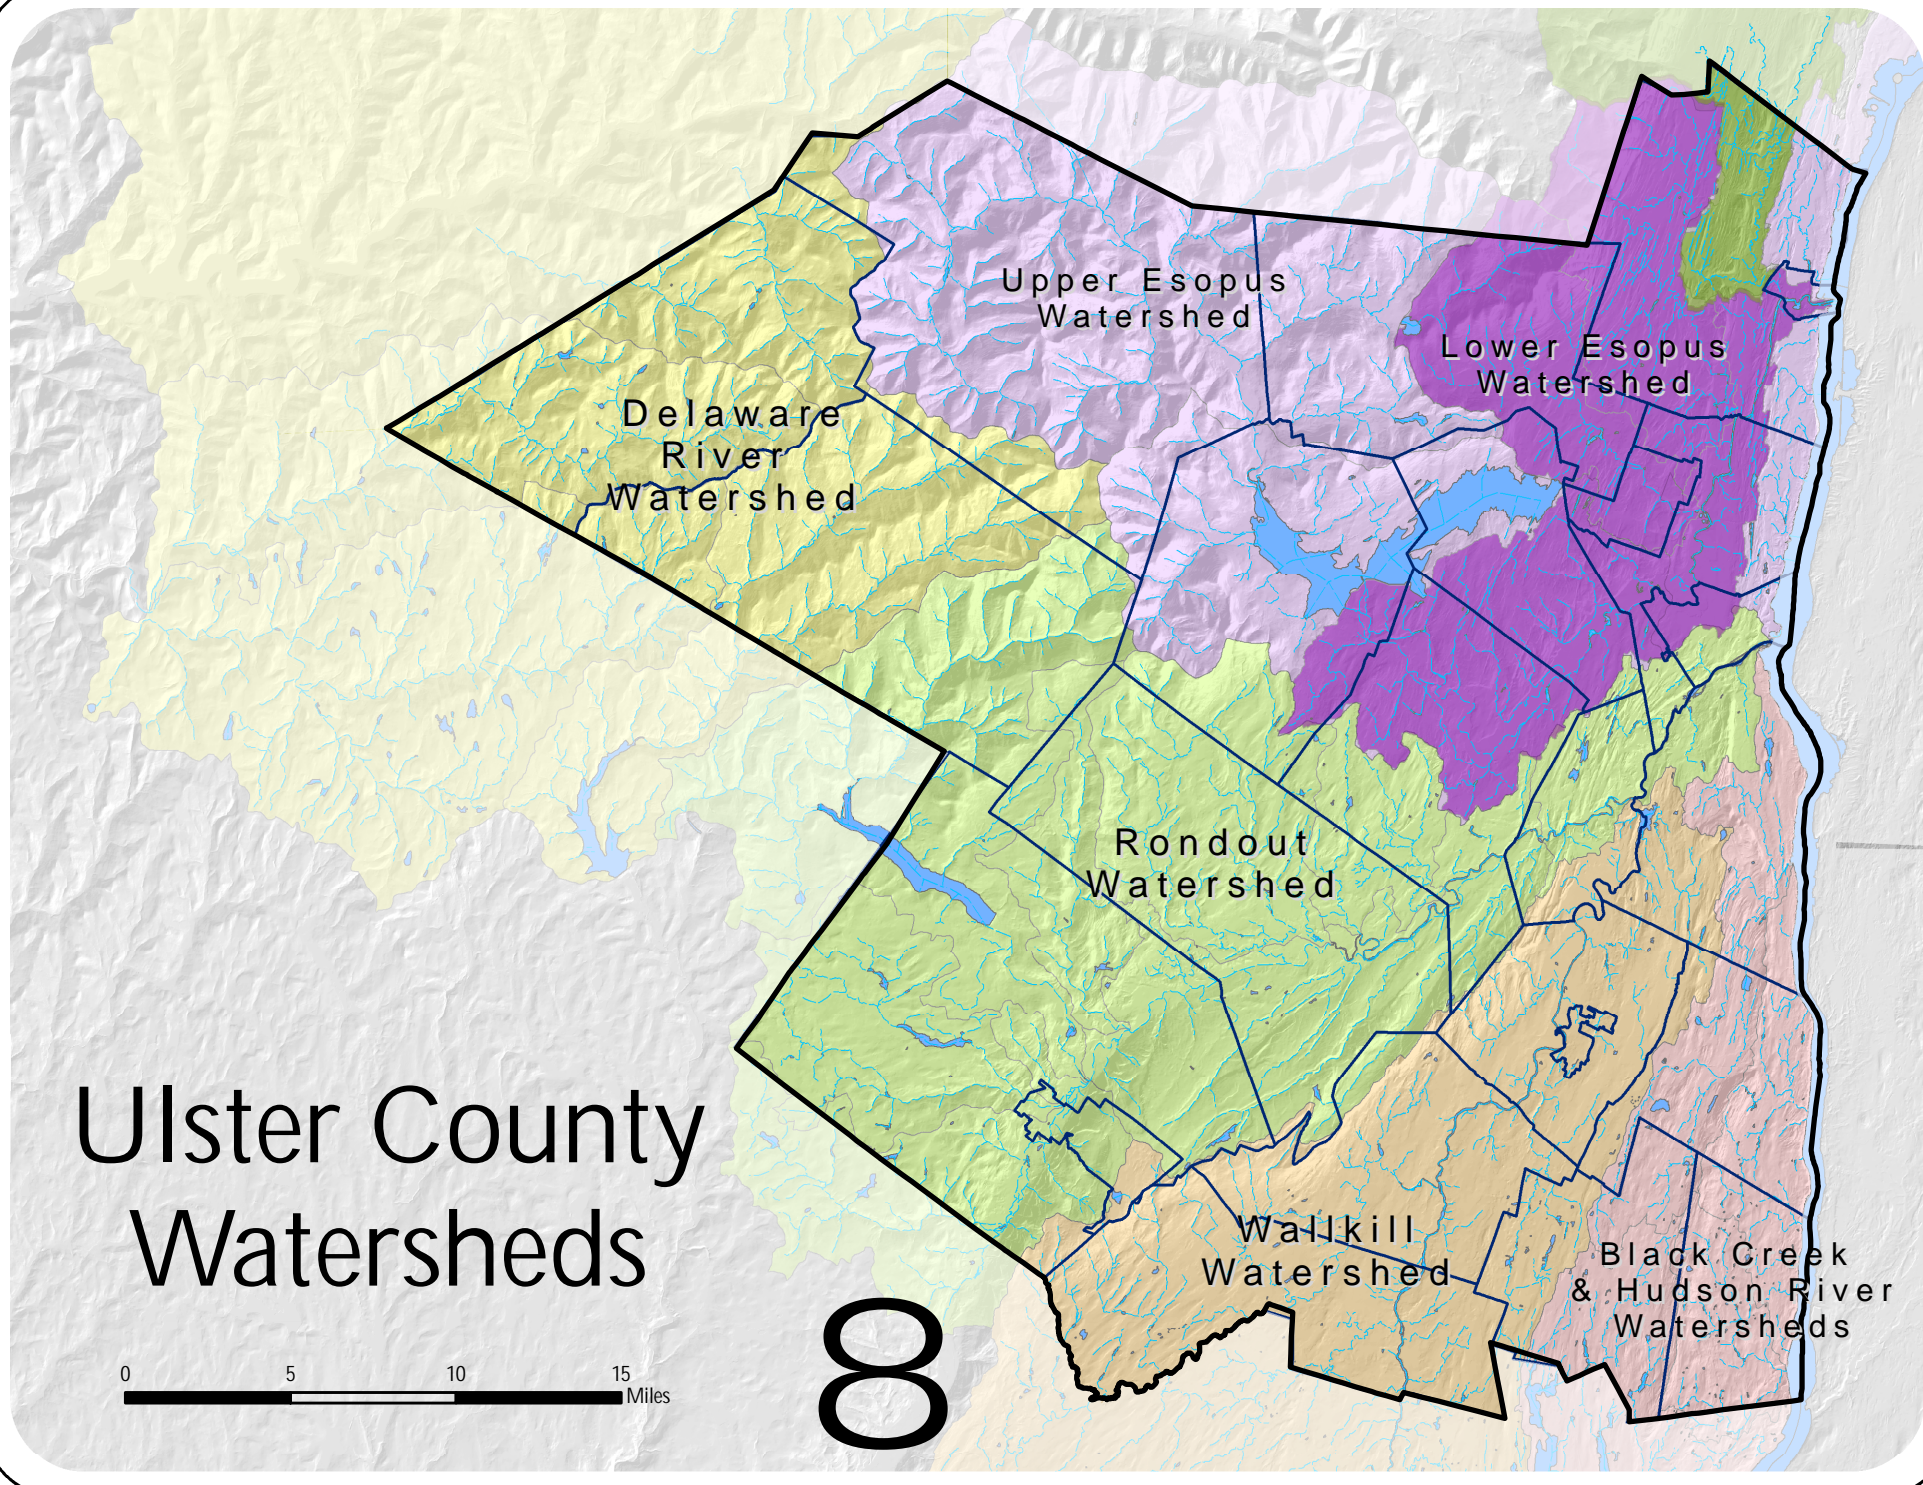 Upper Esopus
Watershed
Lower Esopus
Watershed
Delaware
River
Watershed
Rondout
Watershed
Ulster County
Watersheds
Wallkill
Watershed
Black Creek
& Hudson River
Watersheds
8
0 5 10 15
Miles